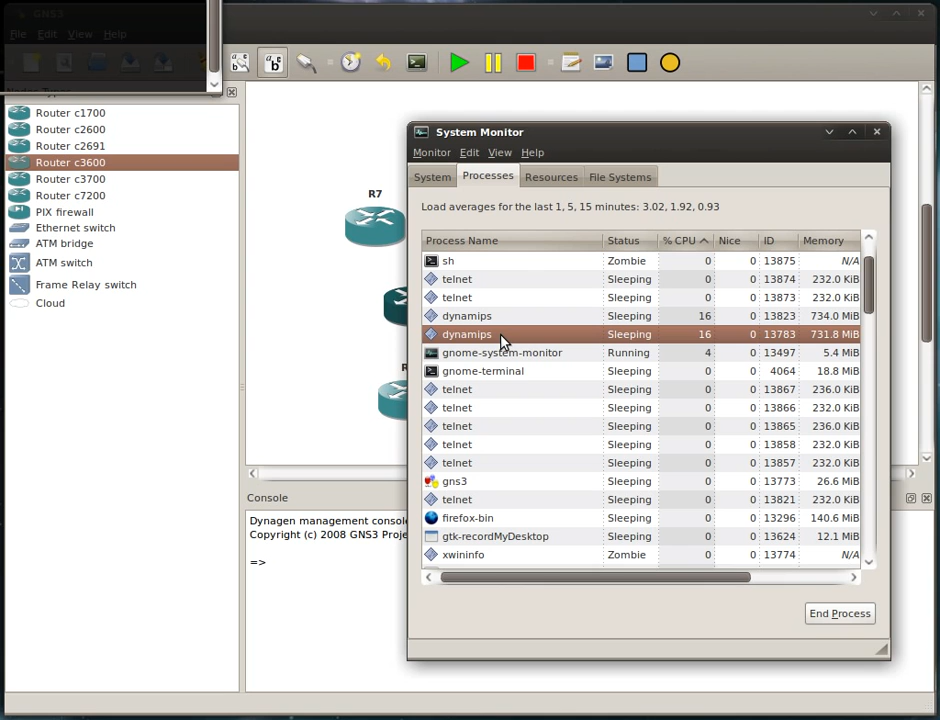 GNS3
File Edit View Help
Router c1700
Router c2600
Router c2691
Router c3600
Router c3700
Router c7200
PIX firewall
Ethernet switch
ATM bridge
ATM switch
Frame Relay switch
Cloud
R7
Console
Dynagen management conso
Copyright (c) 2008 GNS3 Proje
=>
System Monitor
Monitor Edit View Help
System Processes Resources File Systems
Load averages for the last 1, 5, 15 minutes: 3.02, 1.92, 0.93
Process Name Status % CPU Nice ID Memory
sh Zombie 0 0 13875 N/A
telnet Sleeping 0 0 13874 232.0 KiB
telnet Sleeping 0 0 13873 232.0 KiB
dynamips Sleeping 16 0 13823 734.0 MiB
dynamips Sleeping 16 0 13783 731.8 MiB
gnome-system-monitor Running 4 0 13497 5.4 MiB
gnome-terminal Sleeping 0 0 4064 18.8 MiB
telnet Sleeping 0 0 13867 236.0 KiB
telnet Sleeping 0 0 13866 232.0 KiB
telnet Sleeping 0 0 13865 236.0 KiB
telnet Sleeping 0 0 13858 232.0 KiB
telnet Sleeping 0 0 13857 232.0 KiB
gns3 Sleeping 0 0 13773 26.6 MiB
telnet Sleeping 0 0 13821 232.0 KiB
firefox-bin Sleeping 0 0 13296 140.6 MiB
gtk-recordMyDesktop Sleeping 0 0 13624 12.1 MiB
xwininfo Zombie 0 0 13774 N/A
End Process